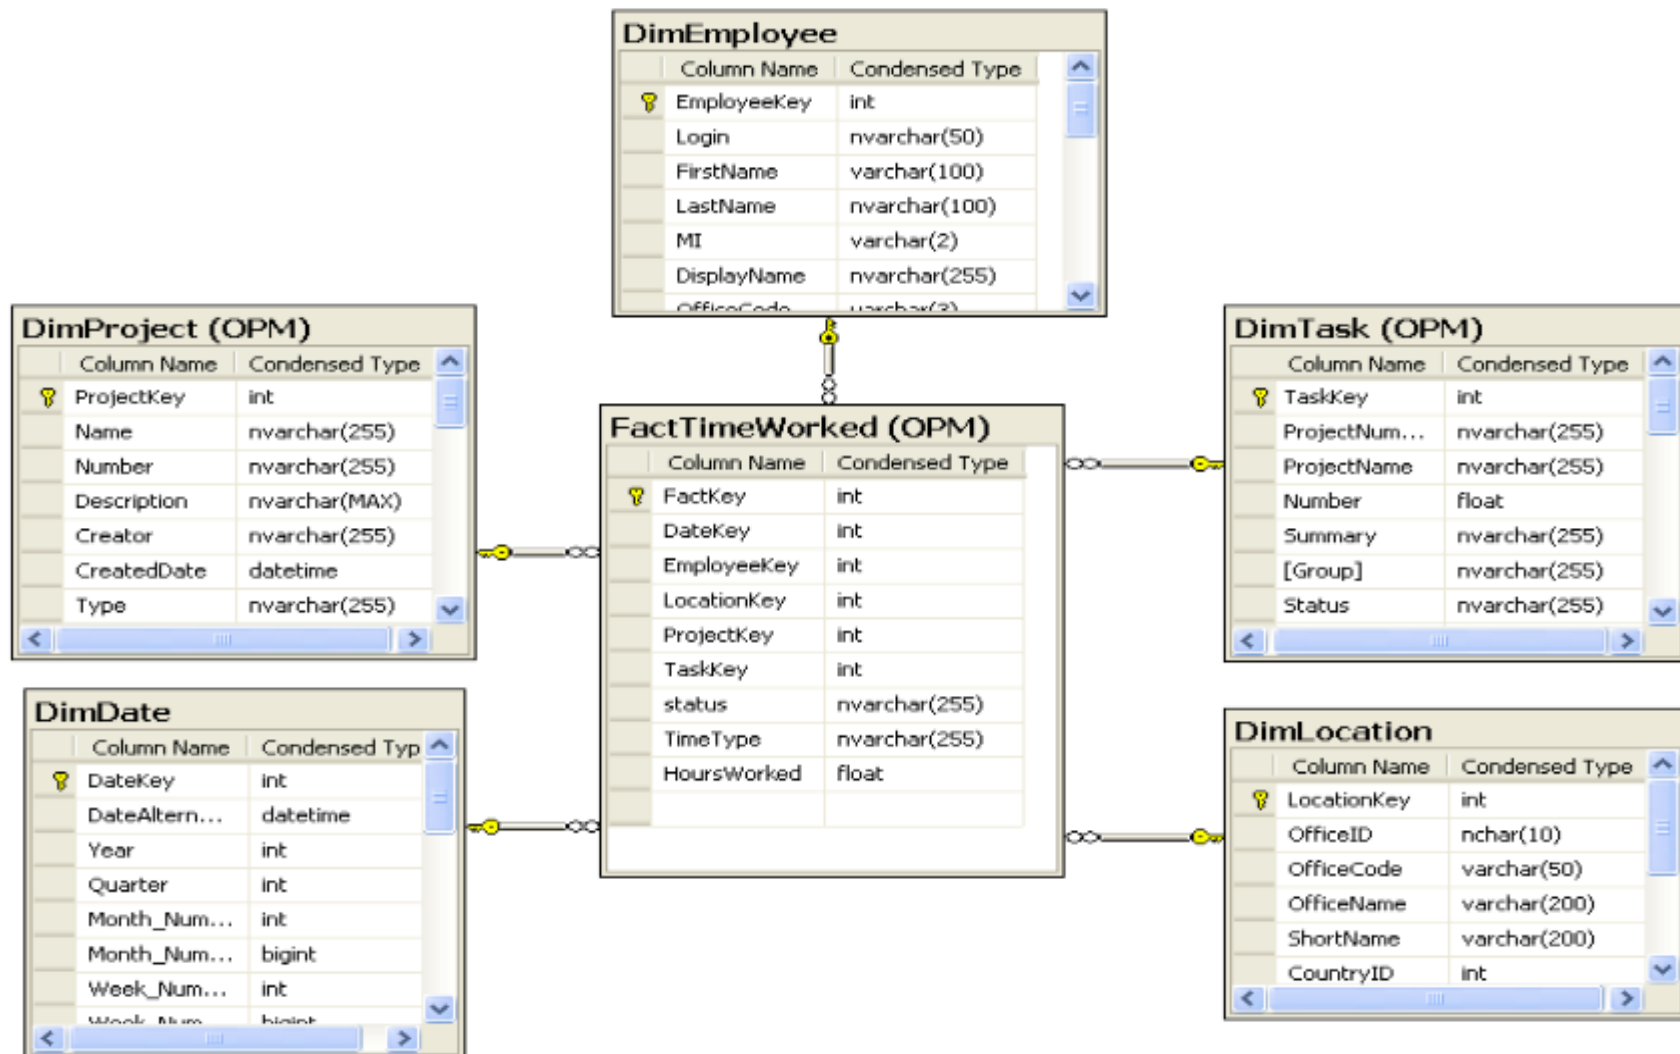 DimEmployee
Column Name Condensed Type
EmployeeKey int
Login nvarchar(50)
FirstName varchar(100)
LastName nvarchar(100)
MI varchar(2)
DisplayName nvarchar(255)
OfficeCode varchar(3)
DimProject (OPM)
Column Name Condensed Type
ProjectKey int
Name nvarchar(255)
Number nvarchar(255)
Description nvarchar(MAX)
Creator nvarchar(255)
CreatedDate datetime
Type nvarchar(255)
FactTimeWorked (OPM)
Column Name Condensed Type
FactKey int
DateKey int
EmployeeKey int
LocationKey int
ProjectKey int
TaskKey int
status nvarchar(255)
TimeType nvarchar(255)
HoursWorked float
DimTask (OPM)
Column Name Condensed Type
TaskKey int
ProjectNum... nvarchar(255)
ProjectName nvarchar(255)
Number float
Summary nvarchar(255)
[Group] nvarchar(255)
Status nvarchar(255)
DimDate
Column Name Condensed Typ
DateKey int
DateAltern... datetime
Year int
Quarter int
Month_Num... int
Month_Num... bigint
Week_Num... int
Week_Num... bigint
DimLocation
Column Name Condensed Type
LocationKey int
OfficeID nchar(10)
OfficeCode varchar(50)
OfficeName varchar(200)
ShortName varchar(200)
CountryID int